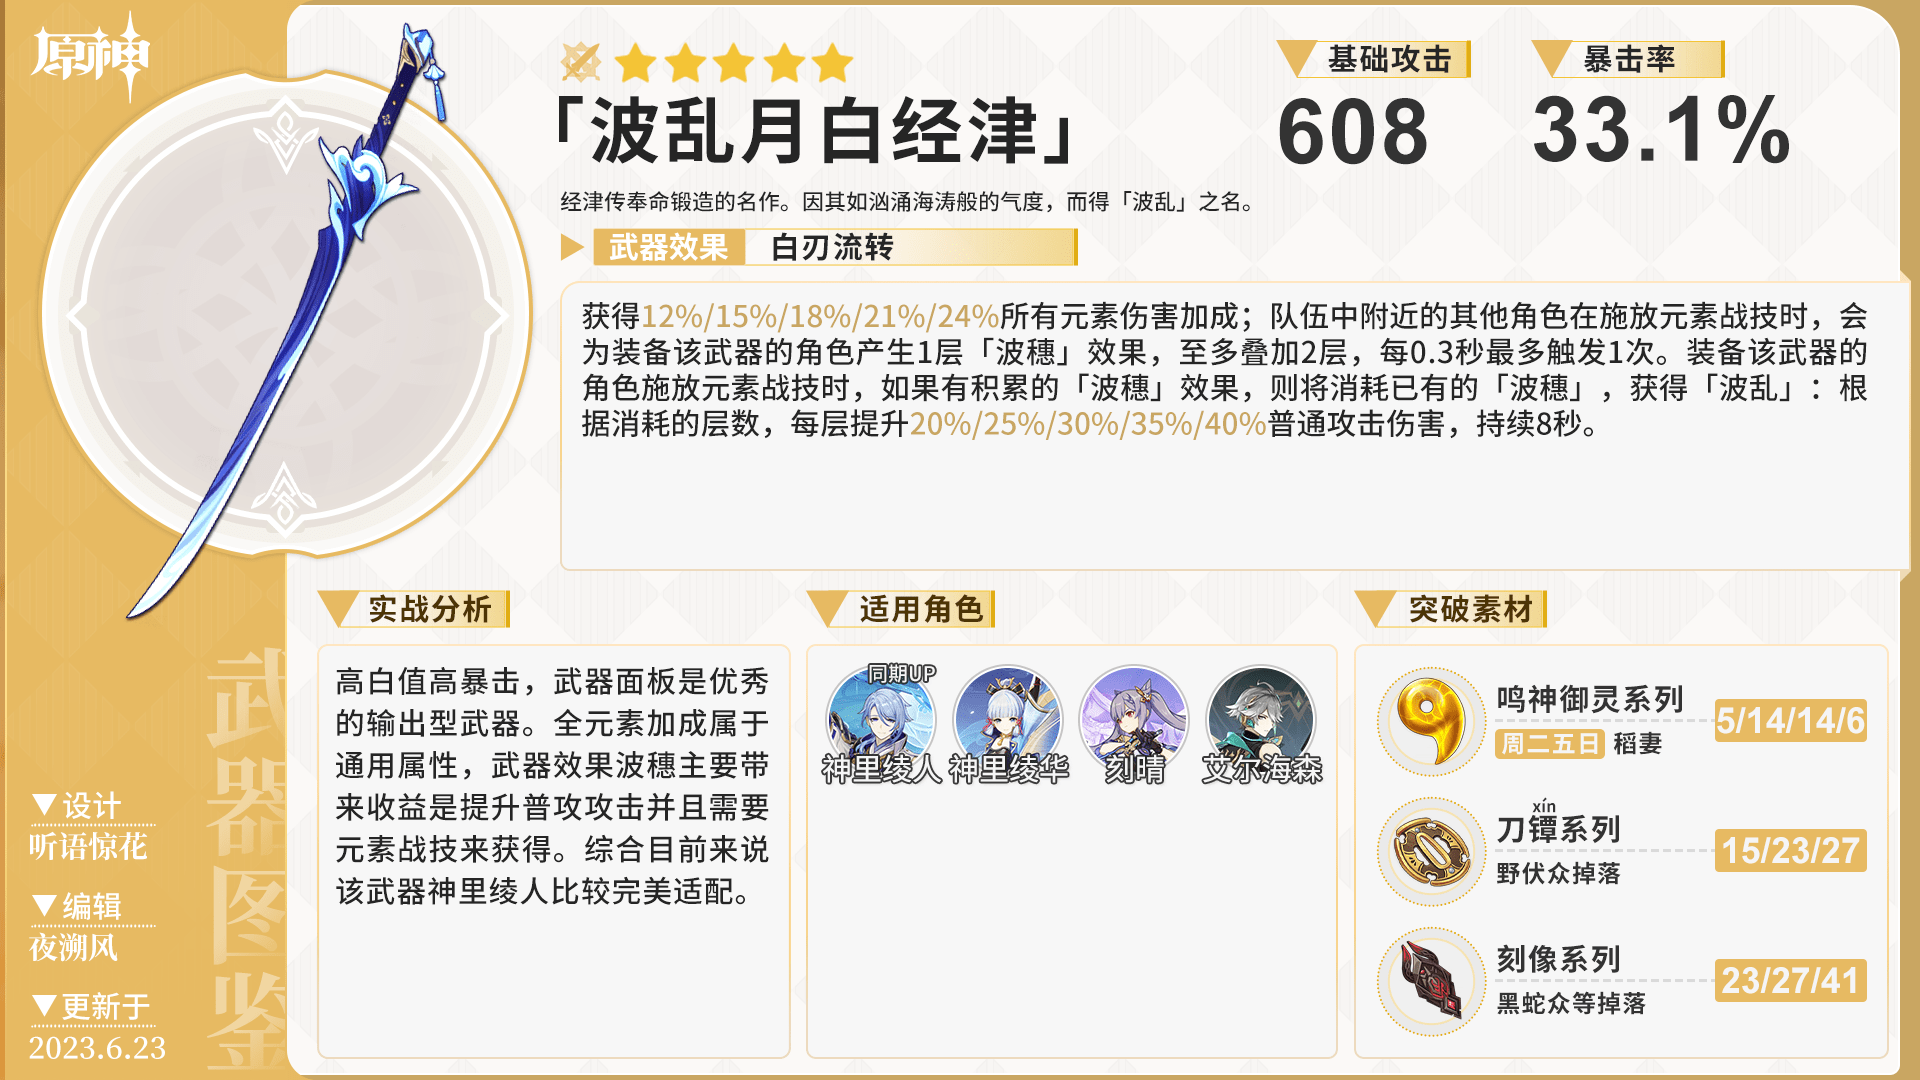 原神
「波乱月白经津」
基础攻击
608
暴击率
33.1%
经津传奉命锻造的名作。因其如汹涌海涛般的气度，而得「波乱」之名。
武器效果
白刃流转
获得12%/15%/18%/21%/24%所有元素伤害加成；队伍中附近的其他角色在施放元素战技时，会
为装备该武器的角色产生1层「波穗」效果，至多叠加2层，每0.3秒最多触发1次。装备该武器的
角色施放元素战技时，如果有积累的「波穗」效果，则将消耗已有的「波穗」，获得「波乱」：根
据消耗的层数，每层提升20%/25%/30%/35%/40%普通攻击伤害，持续8秒。
实战分析
高白值高暴击，武器面板是优秀
的输出型武器。全元素加成属于
通用属性，武器效果波穗主要带
来收益是提升普攻攻击并且需要
元素战技来获得。综合目前来说
该武器神里绫人比较完美适配。
适用角色
同期UP
神里绫人
神里绫华
刻晴
艾尔海森
突破素材
鸣神御灵系列
5/14/14/6
周二五日 稻妻
xín
刀镡系列
15/23/27
野伏众掉落
刻像系列
23/27/41
黑蛇众等掉落
武器图鉴
▼设计
听语惊花
▼编辑
夜溯风
▼更新于
2023.6.23